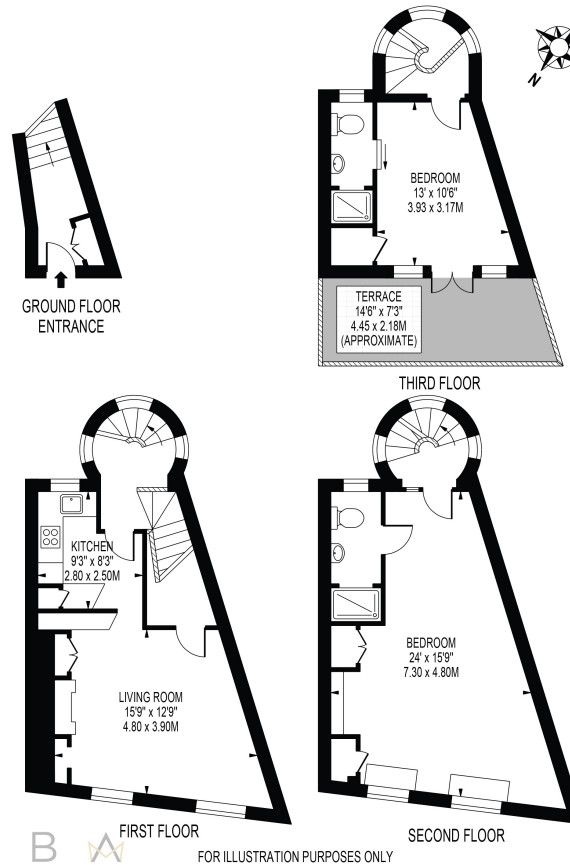 N
BEDROOM
13' x 10'6"
3.93 x 3.17M
TERRACE
14'6" x 7'3"
4.45 x 2.18M
(APPROXIMATE)
GROUND FLOOR
ENTRANCE
THIRD FLOOR
KITCHEN
9'3" x 8'3"
2.80 x 2.50M
LIVING ROOM
15'9" x 12'9"
4.80 x 3.90M
FIRST FLOOR
BEDROOM
24' x 15'9"
7.30 x 4.80M
SECOND FLOOR
B
FOR ILLUSTRATION PURPOSES ONLY